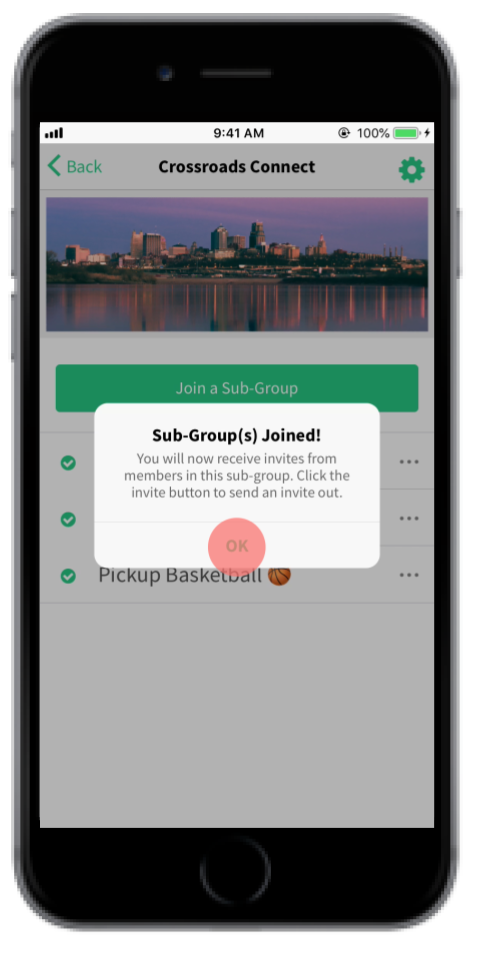 9:41 AM
100%
Back
Crossroads Connect
Join a Sub-Group
Sub-Group(s) Joined!
You will now receive invites from
members in this sub-group. Click the
invite button to send an invite out.
OK
Pickup Basketball 🏀